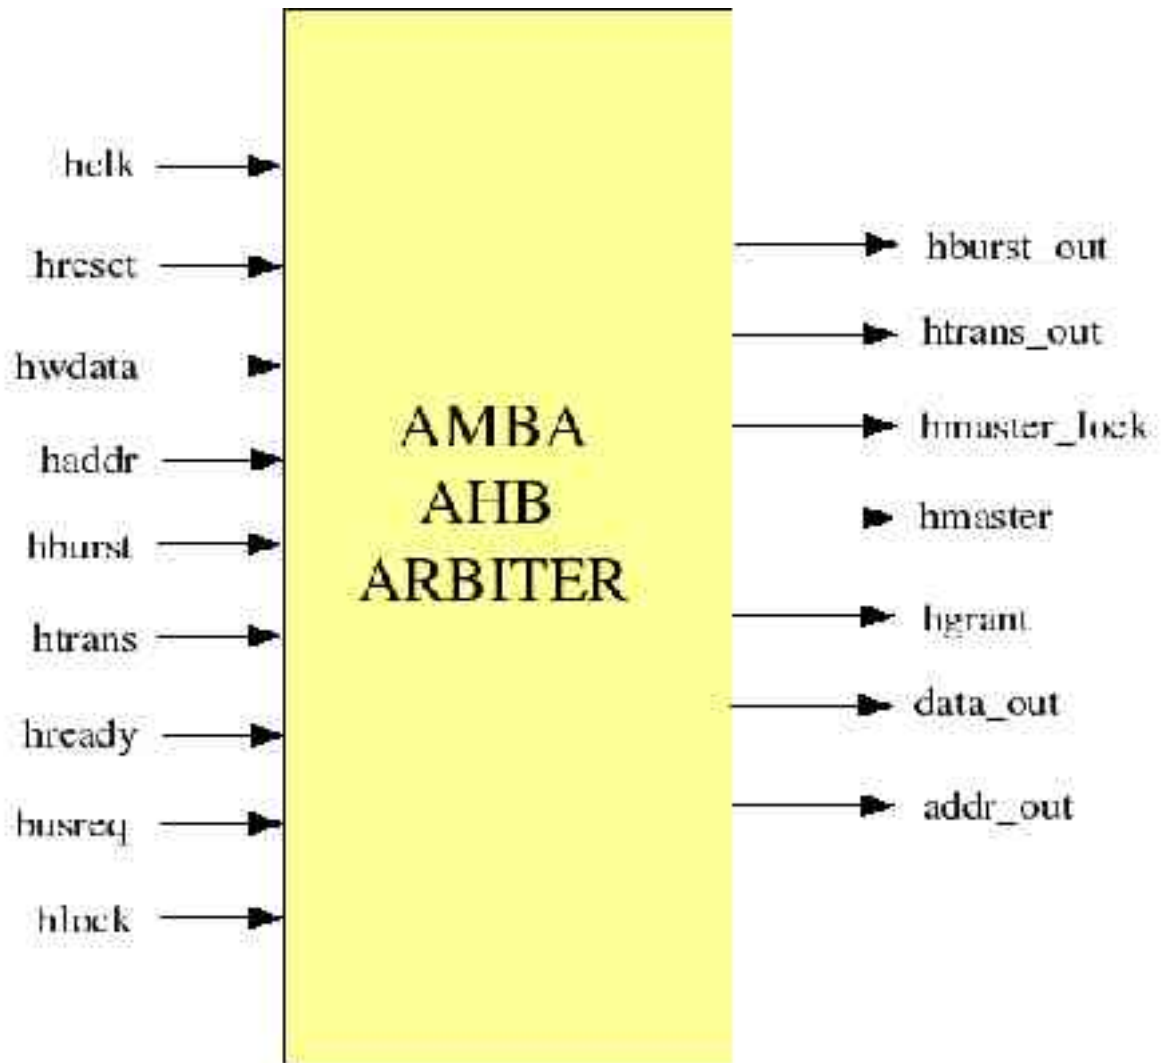 hclk
hreset
hwdata
haddr
hburst
htrans
hready
busreq
hlock
AMBA
AHB
ARBITER
hburst_out
htrans_out
hmaster_lock
hmaster
hgrant
data_out
addr_out